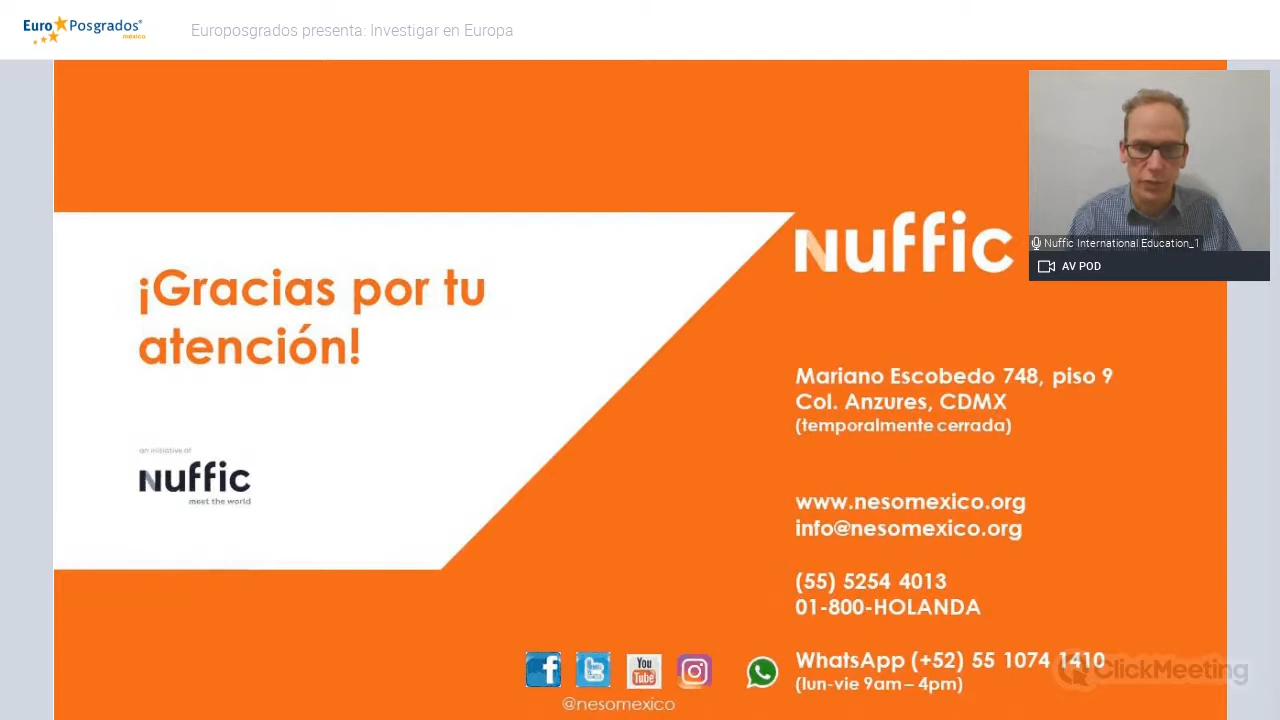 Euro Posgrados®
méxico
Europosgrados presenta: Investigar en Europa
Nuffic
Nuffic International Education_1
AV POD
¡Gracias por tu
atención!
an initiative of
Nuffic
meet the world
Mariano Escobedo 748, piso 9
Col. Anzures, CDMX
(temporalmente cerrada)
www.nesomexico.org
info@nesomexico.org
(55) 5254 4013
01-800-HOLANDA
WhatsApp (+52) 55 1074 1410
(lun-vie 9am – 4pm)
You
Tube
@nesomexico
ClickMeeting